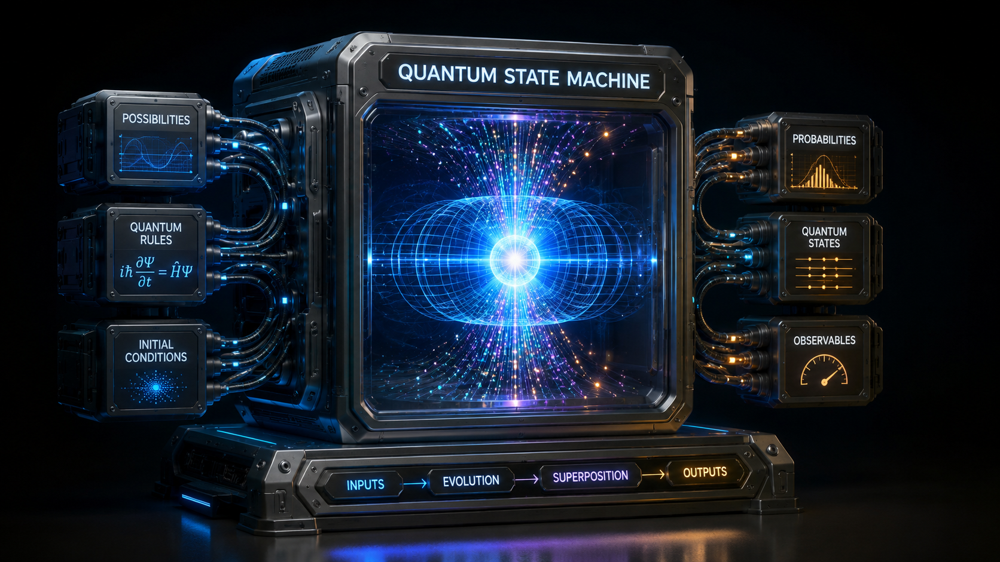 QUANTUM STATE MACHINE
POSSIBILITIES
QUANTUM
RULES
iħ ∂Ψ/∂t = ĤΨ
INITIAL
CONDITIONS
PROBABILITIES
QUANTUM
STATES
OBSERVABLES
INPUTS → EVOLUTION → SUPERPOSITION → OUTPUTS